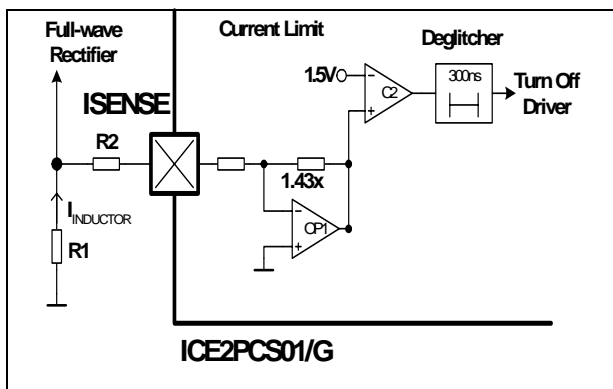 Full-wave
Rectifier
Current Limit
Deglitcher
300ns
1.5V
C2
Turn Off
Driver
ISENSE
R2
1.43x
I INDUCTOR
OP1
R1
ICE2PCS01/G